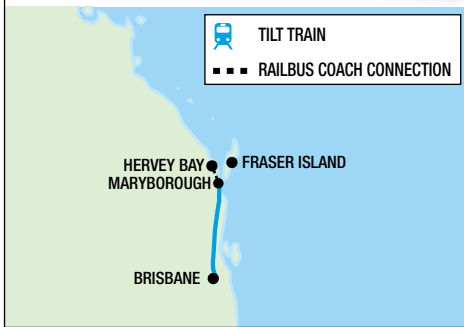 TILT TRAIN
RAILBUS COACH CONNECTION
HERVEY BAY
FRASER ISLAND
MARYBOROUGH
BRISBANE